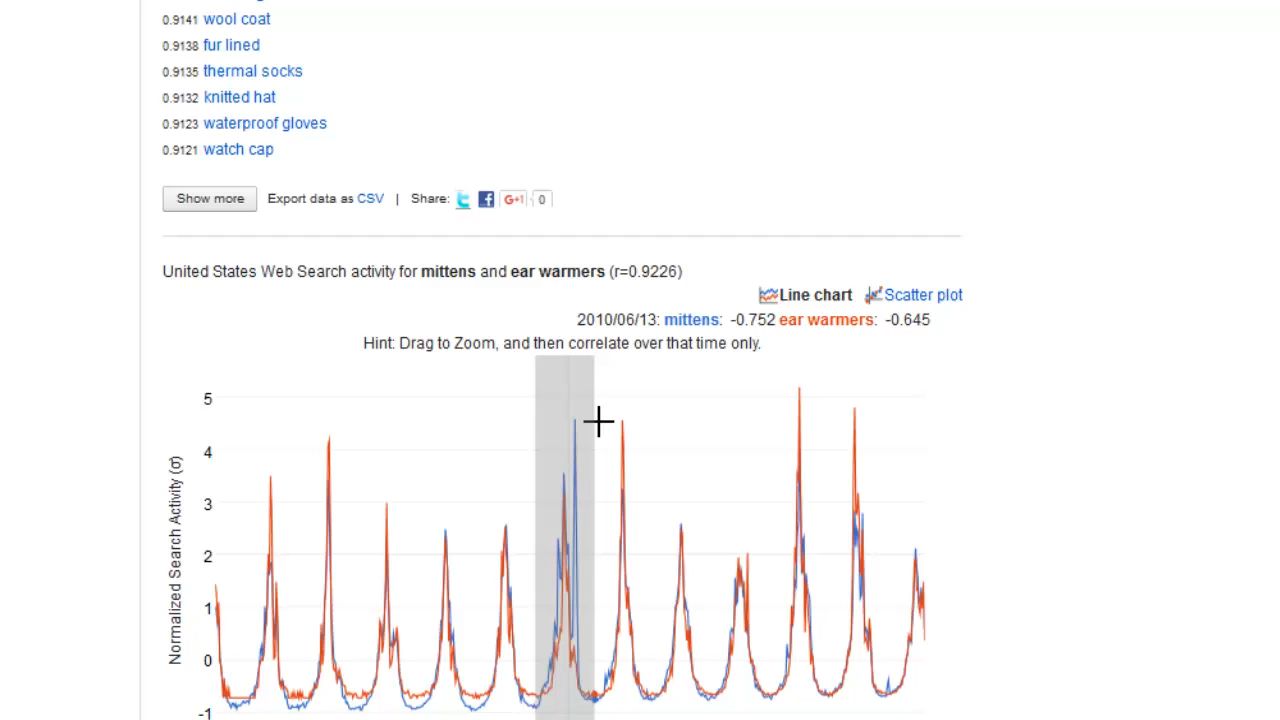 0.9141 wool coat
0.9138 fur lined
0.9135 thermal socks
0.9132 knitted hat
0.9123 waterproof gloves
0.9121 watch cap
Show more Export data as CSV | Share: G+1 0
United States Web Search activity for mittens and ear warmers (r=0.9226)
Line chart Scatter plot
2010/06/13: mittens: -0.752 ear warmers: -0.645
Hint: Drag to Zoom, and then correlate over that time only.
5
4
3
2
1
0
-1
Normalized Search Activity (σ)